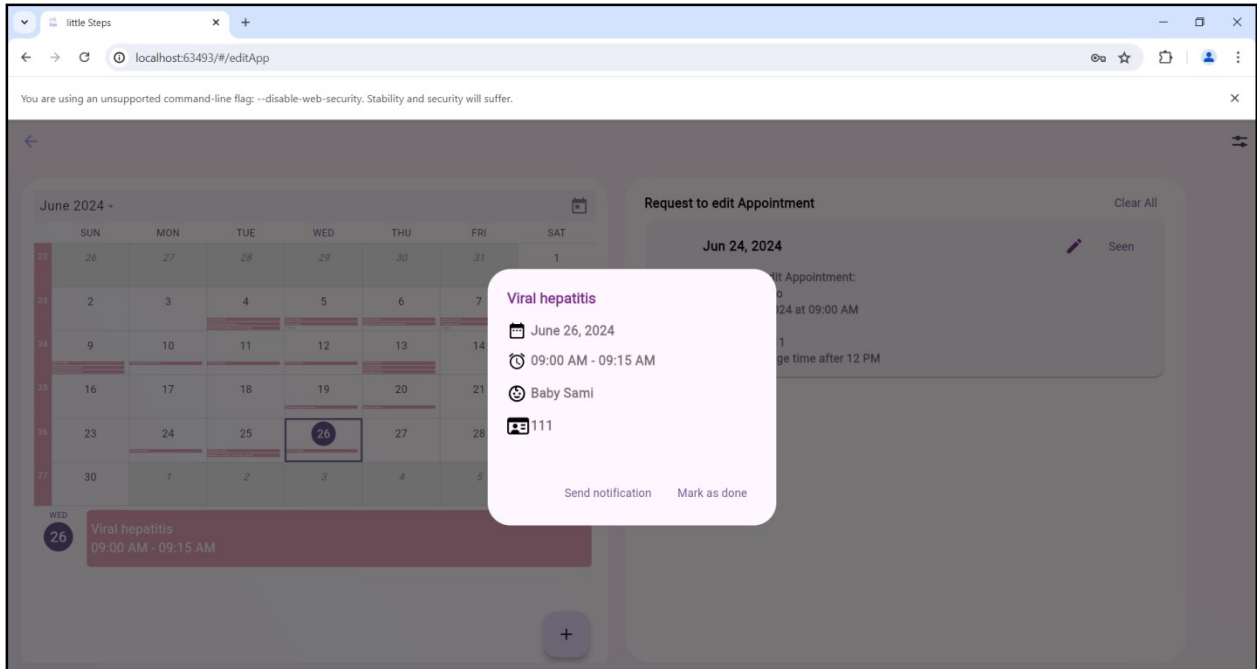 little Steps
localhost:63493/#/editApp
You are using an unsupported command-line flag: --disable-web-security. Stability and security will suffer.
June 2024
SUN MON TUE WED THU FRI SAT
22 26 27 28 29 30 31 1
23 2 3 4 5 6 7
24 9 10 11 12 13 14
25 16 17 18 19 20 21
26 23 24 25 26 27 28
27 30 1 2 3 4 5
WED
26
Viral hepatitis
09:00 AM - 09:15 AM
+
Viral hepatitis
June 26, 2024
09:00 AM - 09:15 AM
Baby Sami
111
Send notification Mark as done
Request to edit Appointment Clear All
Jun 24, 2024 Seen
dit Appointment:
o
024 at 09:00 AM
1
ge time after 12 PM